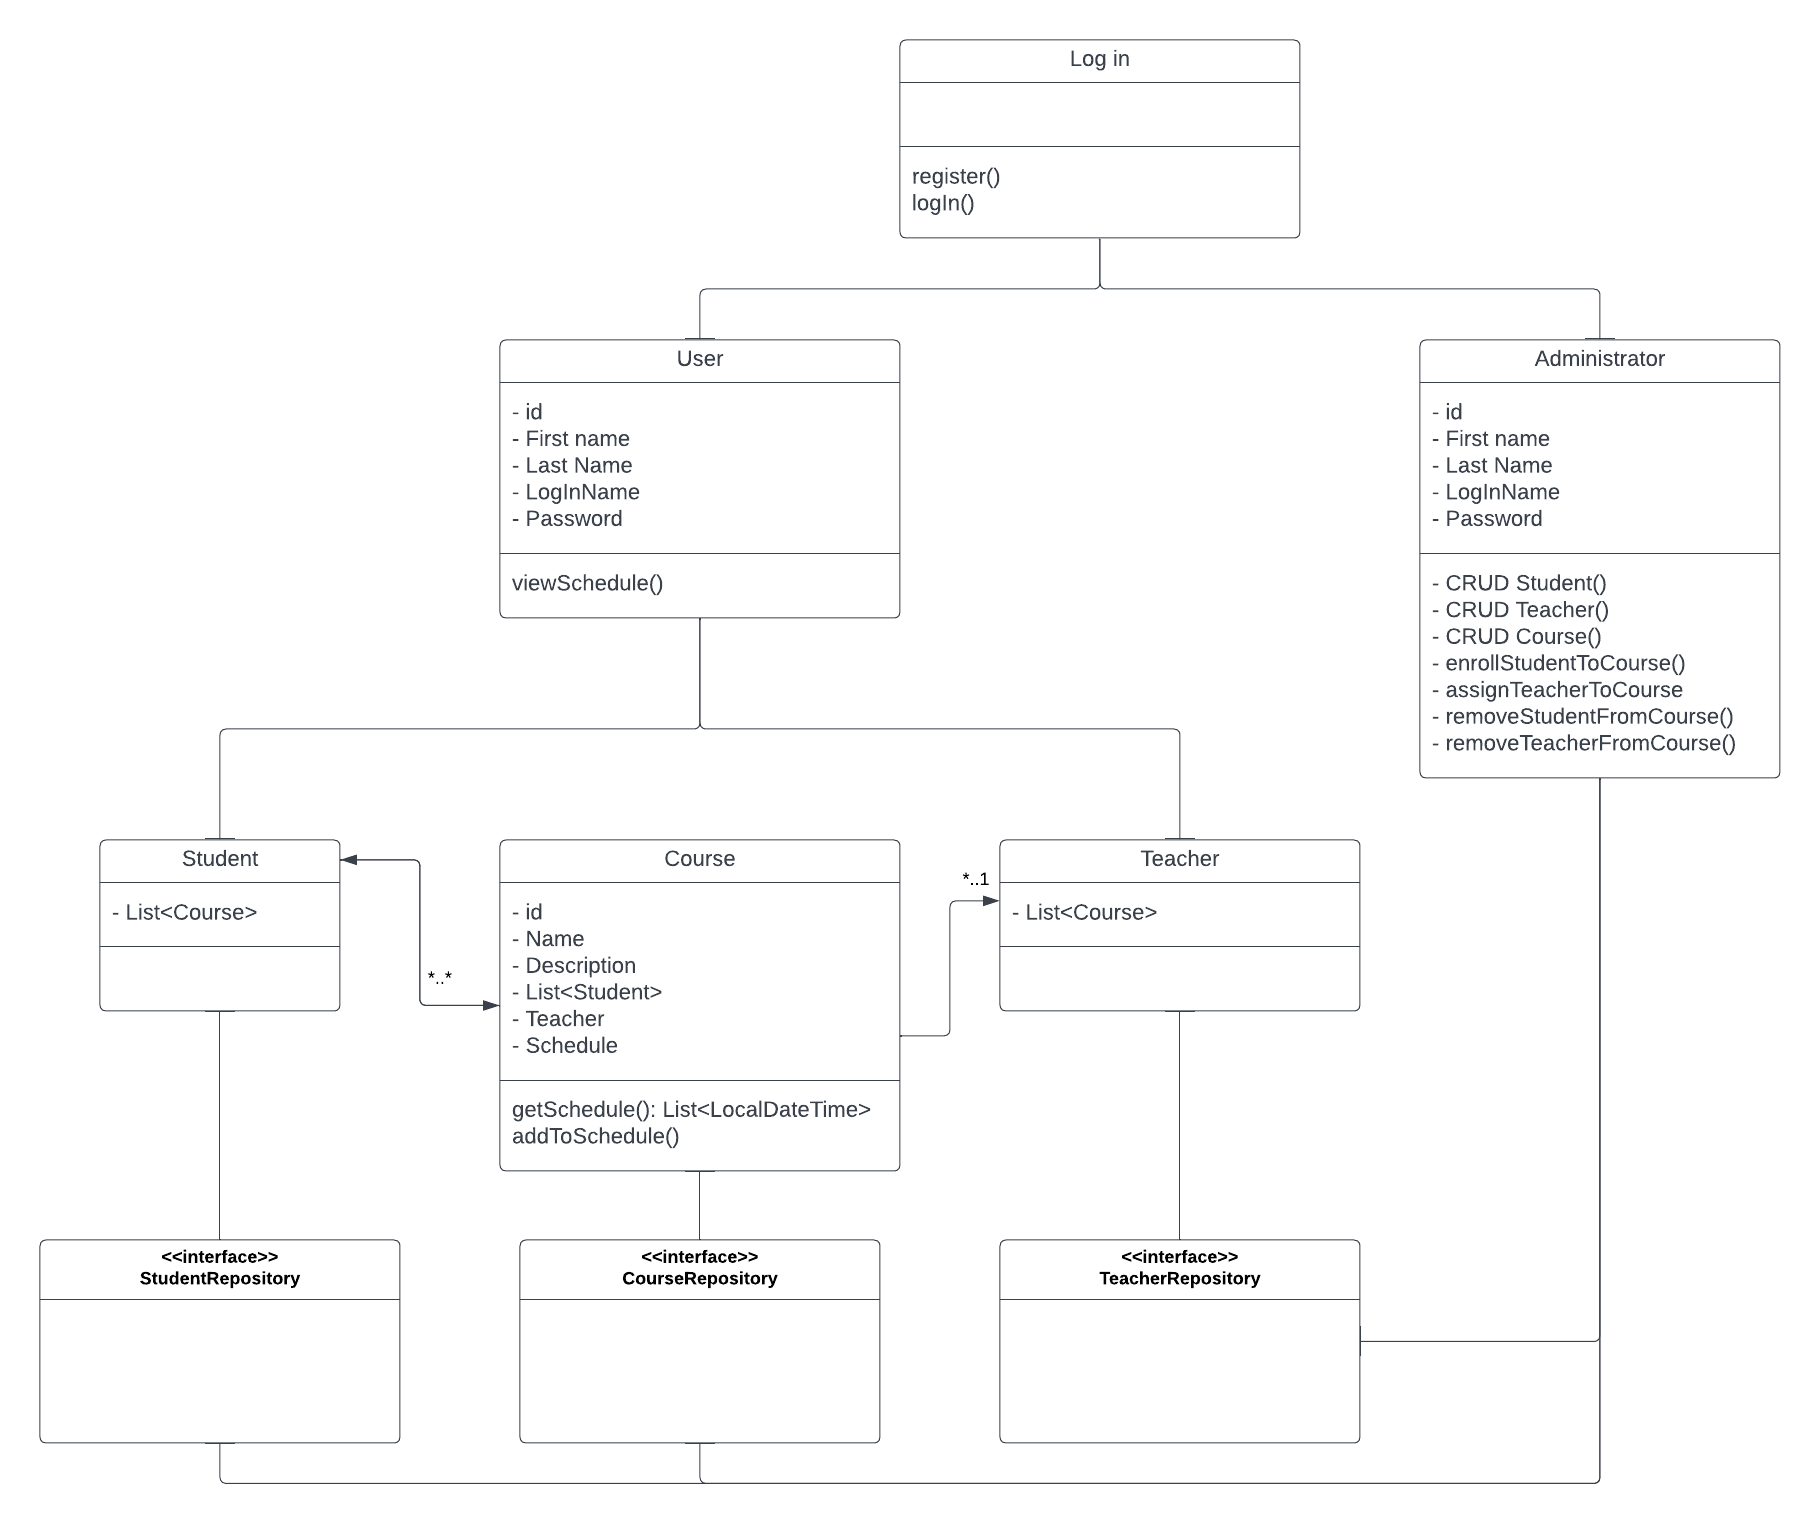 Log in
register()
logIn()
User
- id
- First name
- Last Name
- LogInName
- Password
viewSchedule()
Administrator
- id
- First name
- Last Name
- LogInName
- Password
- CRUD Student()
- CRUD Teacher()
- CRUD Course()
- enrollStudentToCourse()
- assignTeacherToCourse
- removeStudentFromCourse()
- removeTeacherFromCourse()
Student
- List<Course>
*..*
Course
- id
- Name
- Description
- List<Student>
- Teacher
- Schedule
getSchedule(): List<LocalDateTime>
addToSchedule()
*..1
Teacher
- List<Course>
<<interface>>
StudentRepository
<<interface>>
CourseRepository
<<interface>>
TeacherRepository